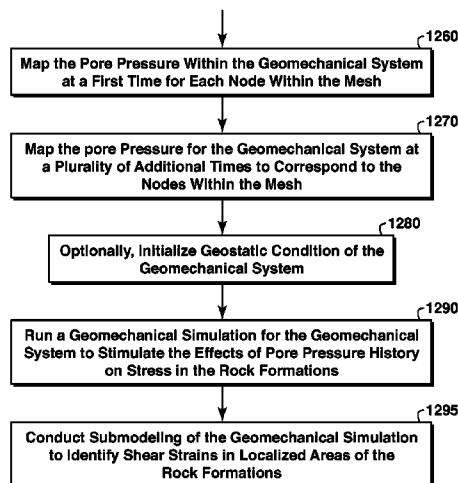 1260
Map the Pore Pressure Within the Geomechanical System
at a First Time for Each Node Within the Mesh
1270
Map the pore Pressure for the Geomechanical System at
a Plurality of Additional Times to Correspond to the
Nodes Within the Mesh
1280
Optionally, Initialize Geostatic Condition of the
Geomechanical System
1290
Run a Geomechanical Simulation for the Geomechanical
System to Stimulate the Effects of Pore Pressure History
on Stress in the Rock Formations
1295
Conduct Submodeling of the Geomechanical Simulation
to Identify Shear Strains in Localized Areas of the
Rock Formations